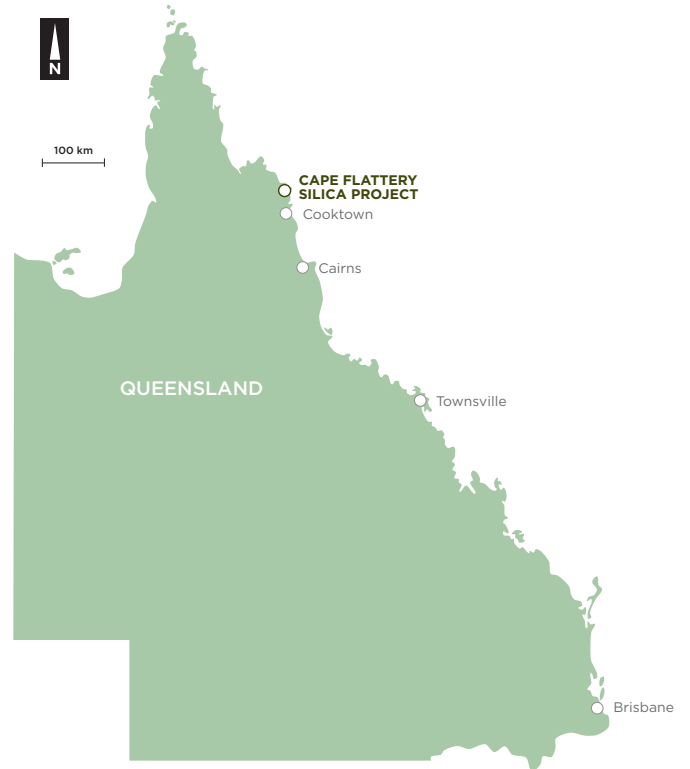 N
100 km
CAPE FLATTERY
SILICA PROJECT
Cooktown
Cairns
QUEENSLAND
Townsville
Brisbane